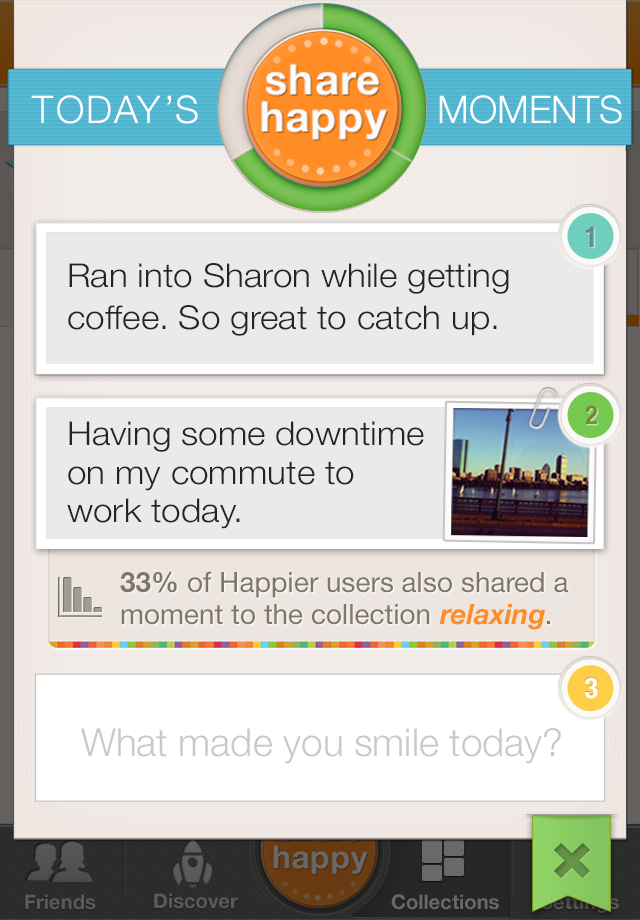 TODAY'S
share
happy
MOMENTS
1
Ran into Sharon while getting
coffee. So great to catch up.
2
Having some downtime
on my commute to
work today.
33% of Happier users also shared a
moment to the collection relaxing.
3
What made you smile today?
happy
Friends
Discover
Collections